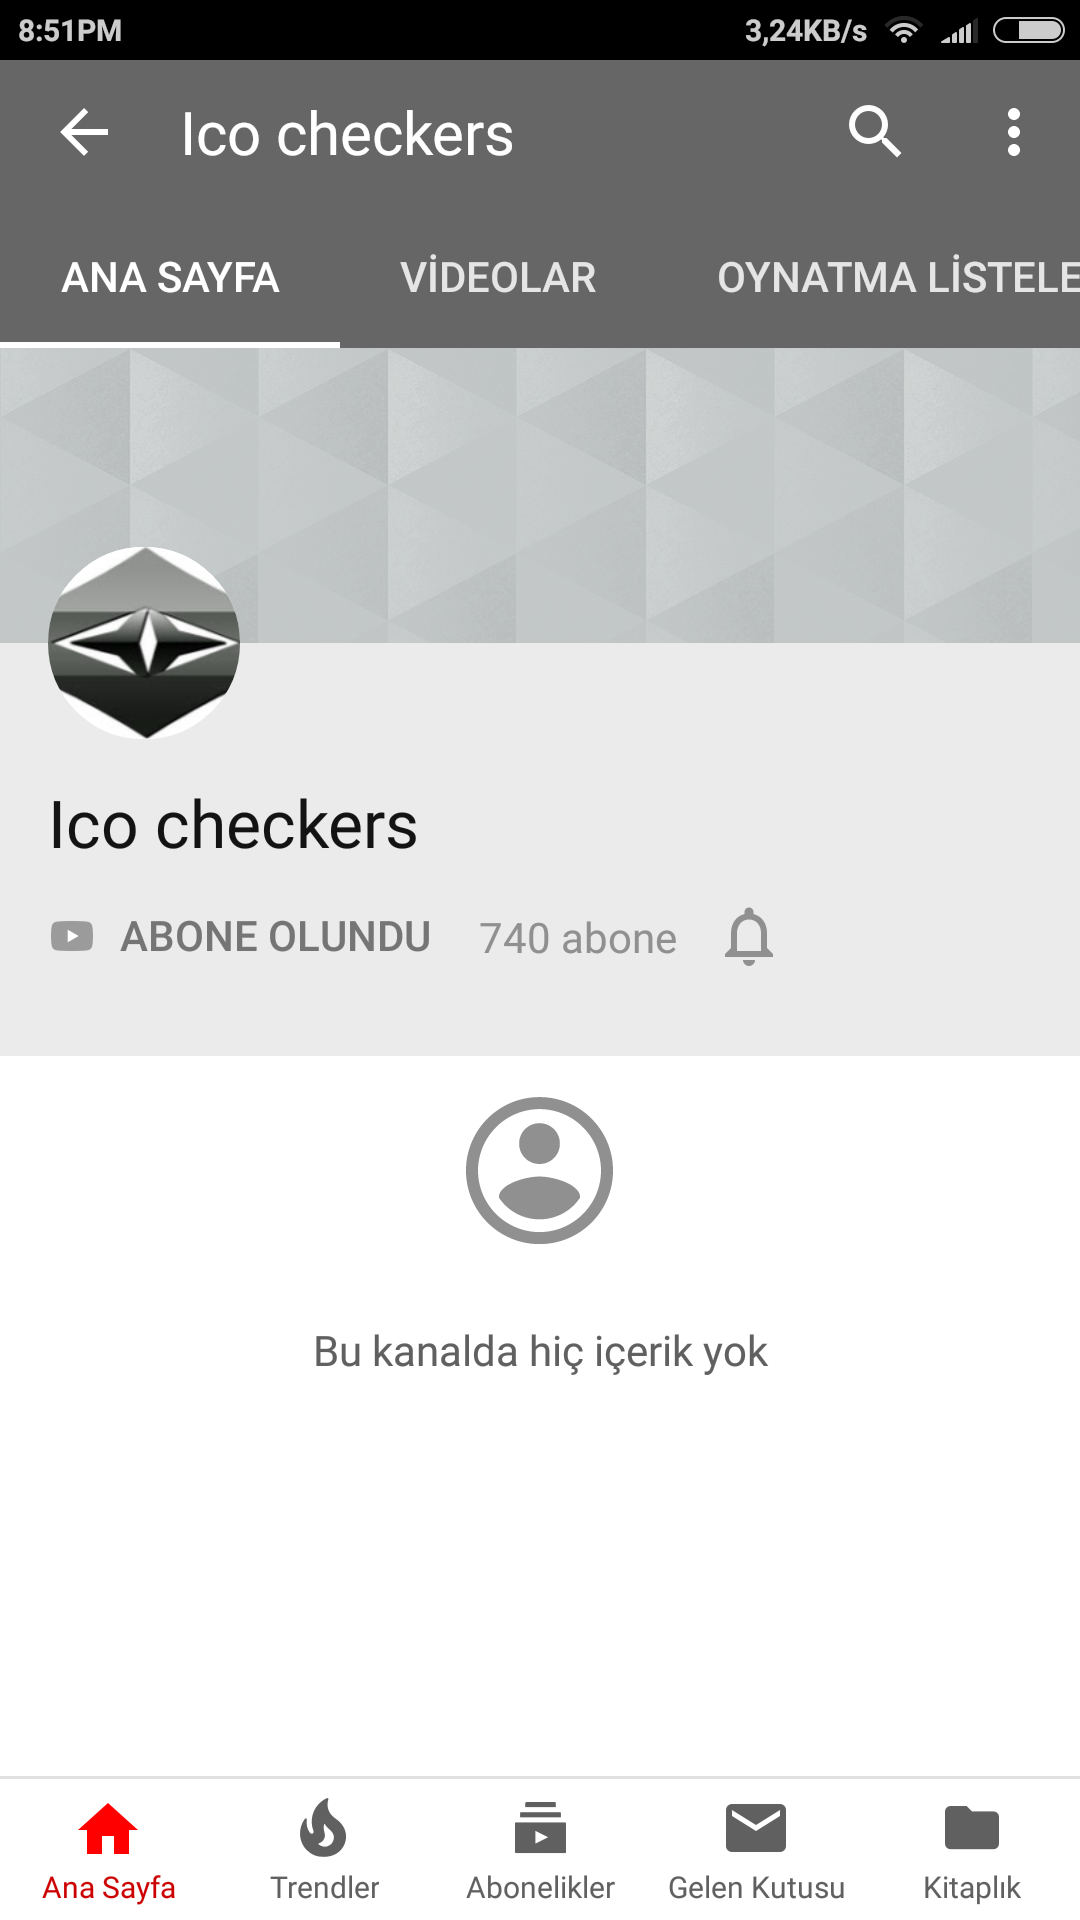 8:51PM 3,24KB/s
Ico checkers
ANA SAYFA VİDEOLAR OYNATMA LİSTELE
Ico checkers
ABONE OLUNDU 740 abone
Bu kanalda hiç içerik yok
Ana Sayfa Trendler Abonelikler Gelen Kutusu Kitaplık